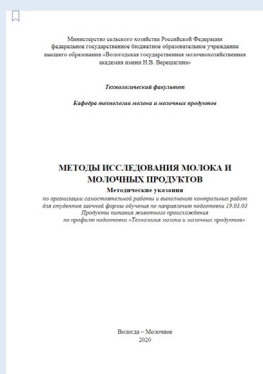 Министерство сельского хозяйства Российской Федерации
федеральное государственное бюджетное образовательное учреждение
высшего образования «Вологодская государственная молочнохозяйственная
академия имени Н.В. Верещагина»
Технологический факультет
Кафедра технологии молока и молочных продуктов
МЕТОДЫ ИССЛЕДОВАНИЯ МОЛОКА И
МОЛОЧНЫХ ПРОДУКТОВ
Методические указания
по организации самостоятельной работы и выполнению контрольных работ
для студентов заочной формы обучения по направлению подготовки 19.03.03
Продукты питания животного происхождения
по профилю подготовки «Технология молока и молочных продуктов»
Вологда – Молочное
2020